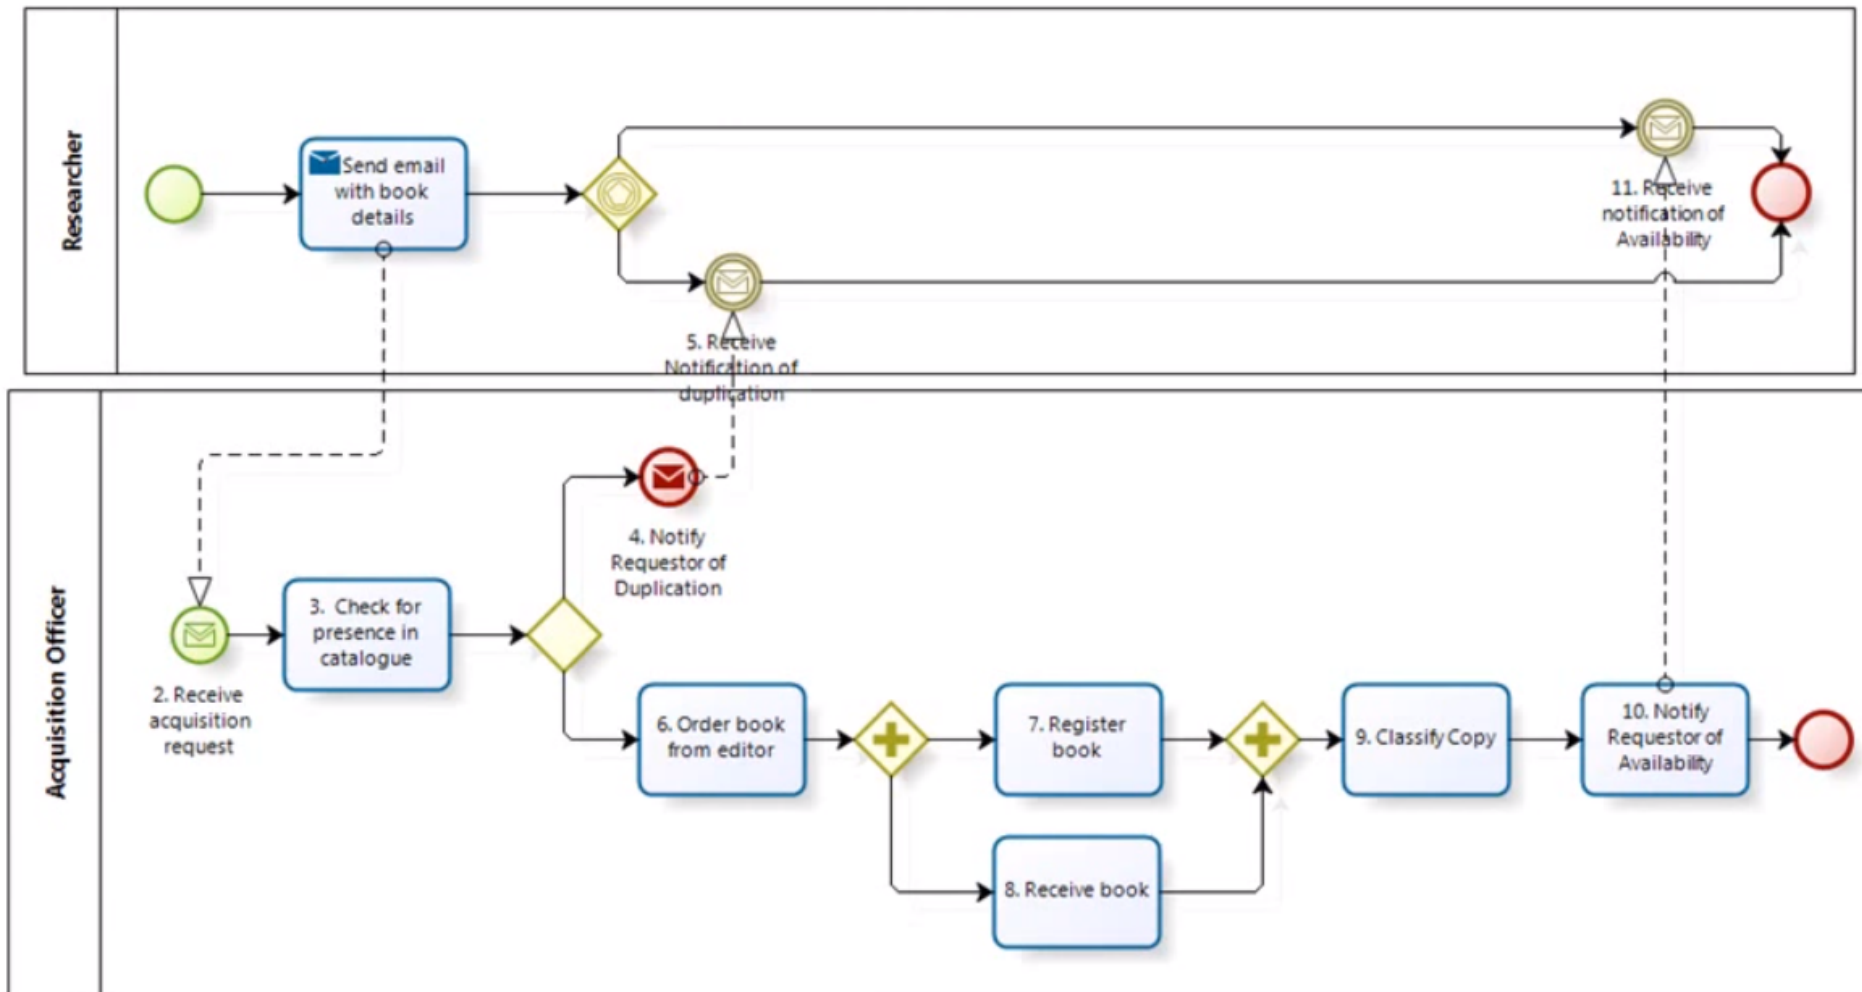 Researcher
Send email
with book
details
11. Receive
notification of
Availability
5. Receive
Notification of
duplication
Acquisition Officer
4. Notify
Requestor of
Duplication
3. Check for
presence in
catalogue
2. Receive
acquisition
request
6. Order book
from editor
7. Register
book
8. Receive book
9. Classify Copy
10. Notify
Requestor of
Availability